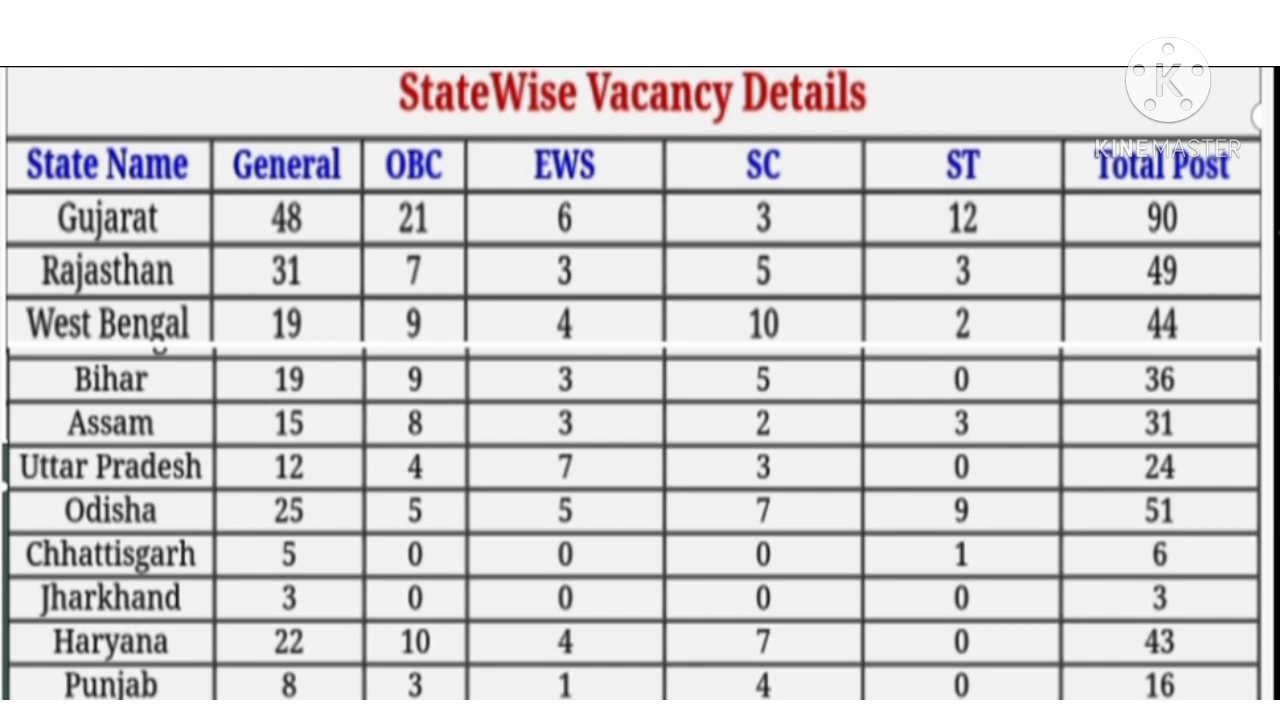 StateWise Vacancy Details
K
KINEMASTER
State Name General OBC EWS SC ST Total Post
Gujarat 48 21 6 3 12 90
Rajasthan 31 7 3 5 3 49
West Bengal 19 9 4 10 2 44
Bihar 19 9 3 5 0 36
Assam 15 8 3 2 3 31
Uttar Pradesh 12 4 7 3 0 24
Odisha 25 5 5 7 9 51
Chhattisgarh 5 0 0 0 1 6
Jharkhand 3 0 0 0 0 3
Haryana 22 10 4 7 0 43
Punjab 8 3 1 4 0 16